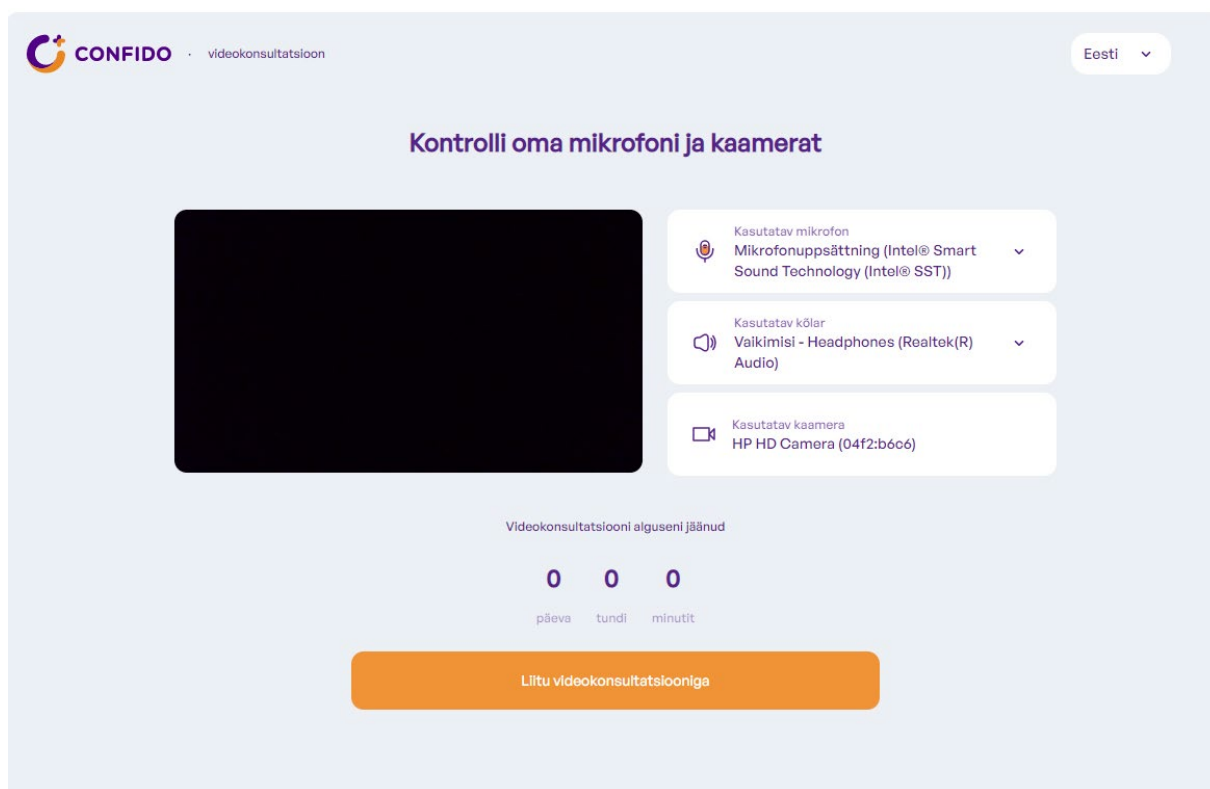 CONFIDO · videokonsultatsioon
Eesti
Kontrolli oma mikrofoni ja kaamerat
Kasutatav mikrofon
Mikrofonuppsättning (Intel® Smart
Sound Technology (Intel® SST))
Kasutatav kõlar
Vaikimisi - Headphones (Realtek(R)
Audio)
Kasutatav kaamera
HP HD Camera (04f2:b6c6)
Videokonsultatsiooni alguseni jäänud
0 0 0
päeva tundi minutit
Liitu videokonsultatsiooniga